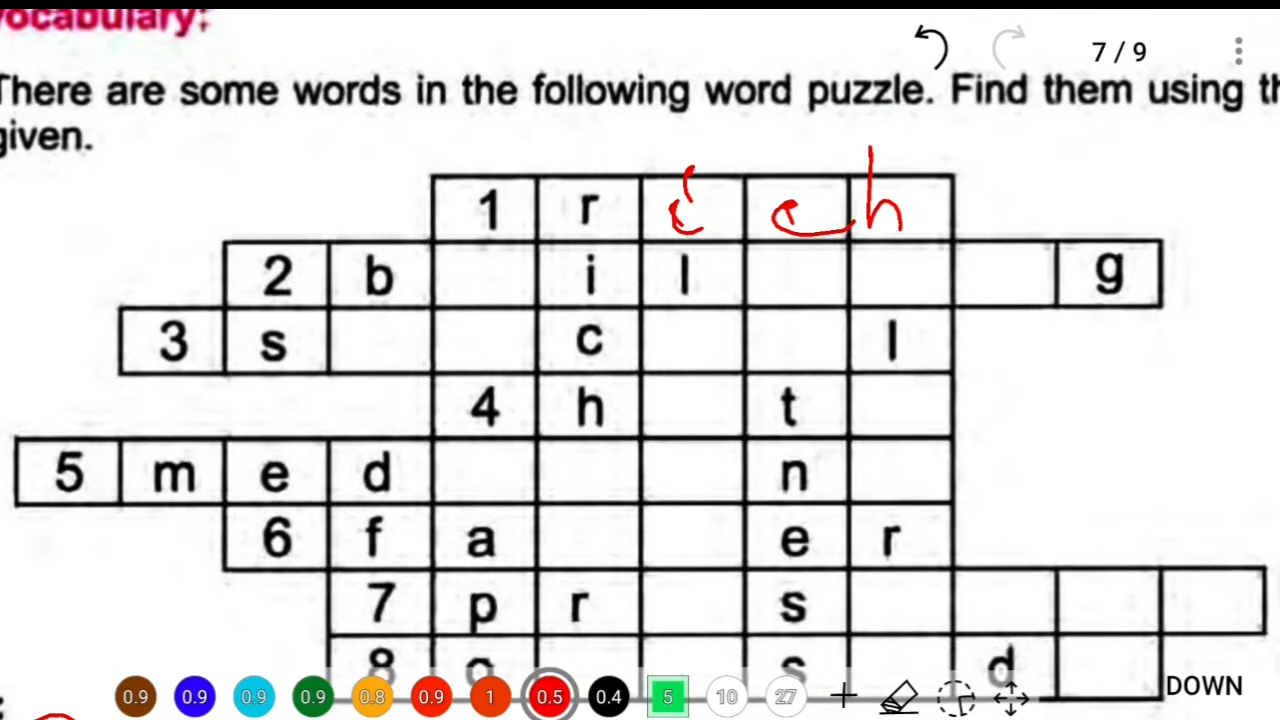 vocabulary:
7 / 9
There are some words in the following word puzzle. Find them using th
given.
1 r i c h
2 b i l g
3 s c l
4 h t
5 m e d n
6 f a e r
7 p r s
8 s d
DOWN
0.9 0.9 0.9 0.9 0.8 0.9 1 0.5 0.4 5 10 27